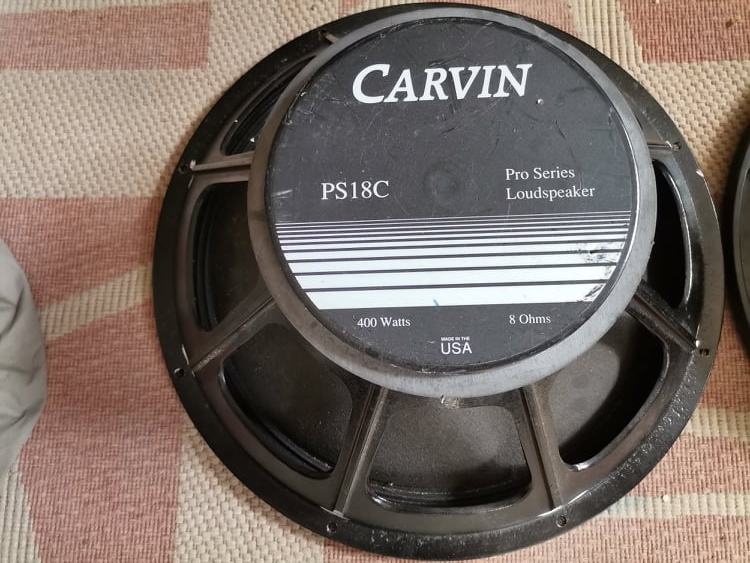 CARVIN
PS18C
Pro Series
Loudspeaker
400 Watts
8 Ohms
MADE IN THE
USA